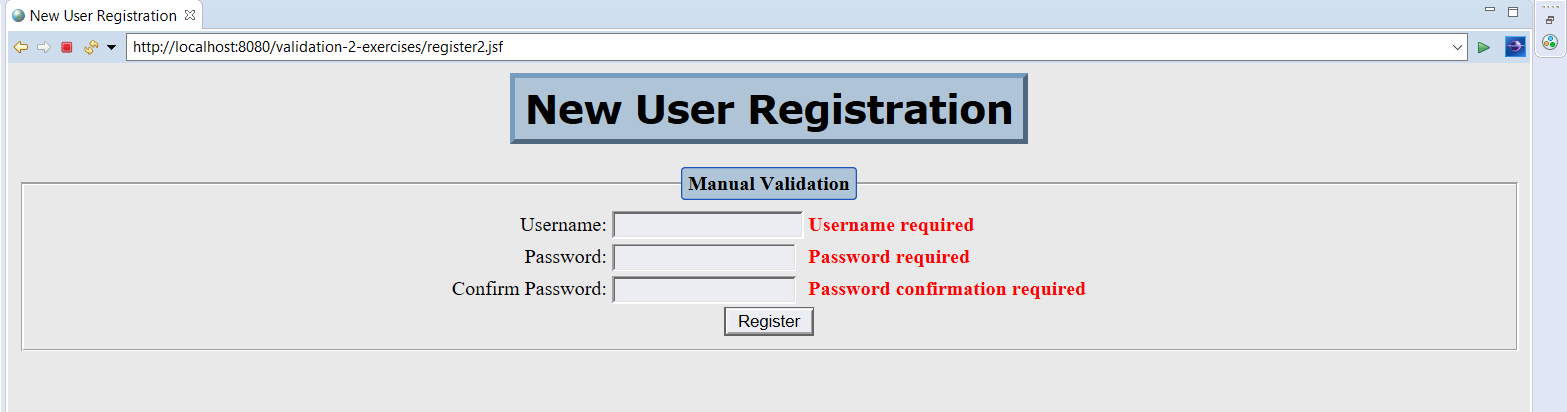 New User Registration
http://localhost:8080/validation-2-exercises/register2.jsf
New User Registration
Manual Validation
Username: Username required
Password: Password required
Confirm Password: Password confirmation required
Register